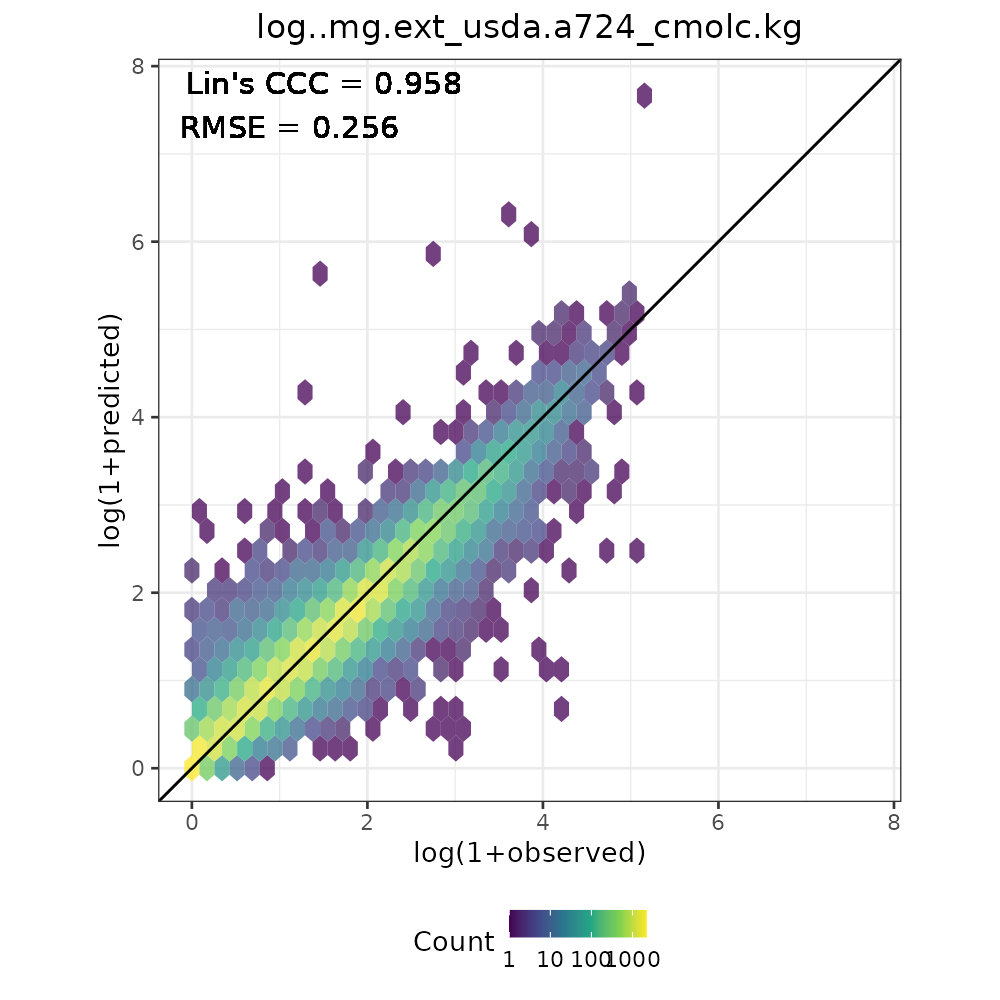 log..mg.ext_usda.a724_cmolc.kg
Lin's CCC = 0.958
RMSE = 0.256
8
6
4
2
0
log(1+predicted)
0 2 4 6 8
log(1+observed)
Count
1 10 100 1000